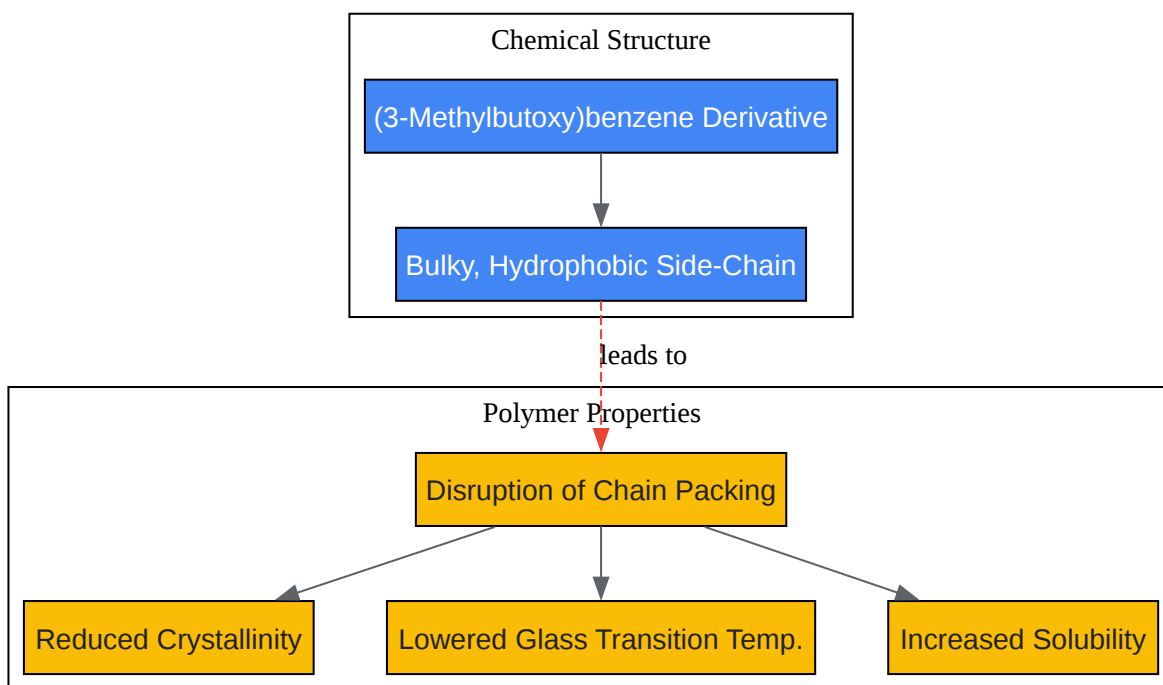 Chemical Structure
(3-Methylbutoxy)benzene Derivative
Bulky, Hydrophobic Side-Chain
leads to
Polymer Properties
Disruption of Chain Packing
Reduced Crystallinity
Lowered Glass Transition Temp.
Increased Solubility